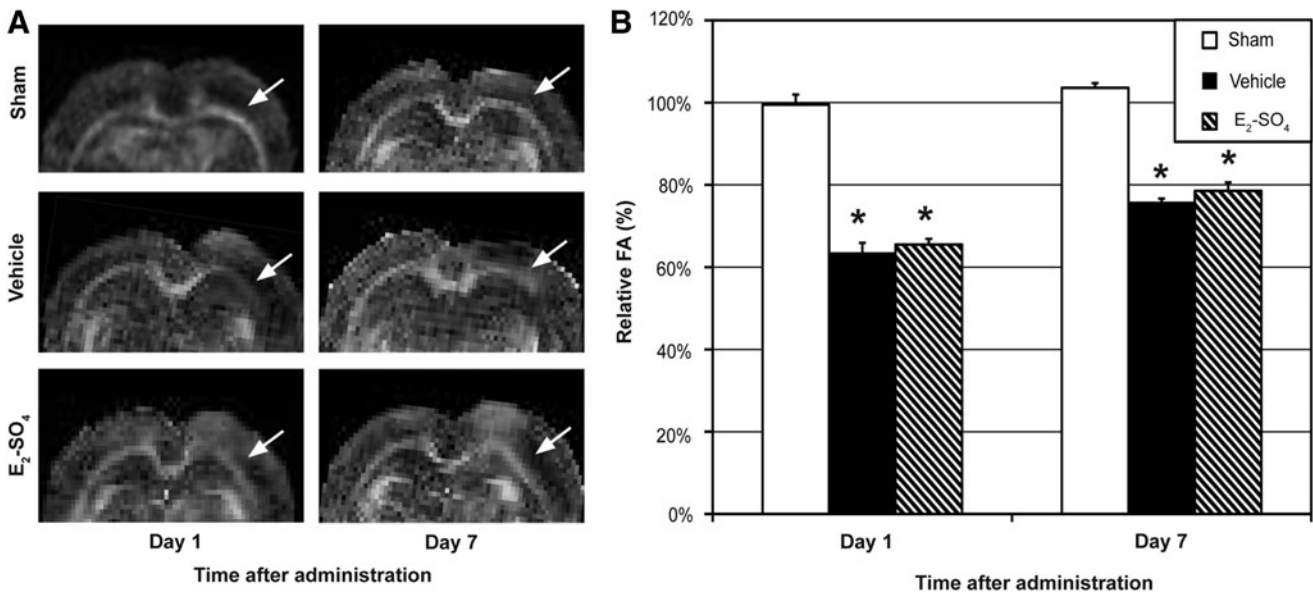 A
Sham
Vehicle
E₂-SO₄
Day 1
Day 7
Time after administration
B
Relative FA (%)
120%
100%
80%
60%
40%
20%
0%
Sham
Vehicle
E₂-SO₄
*
*
*
*
Day 1
Day 7
Time after administration